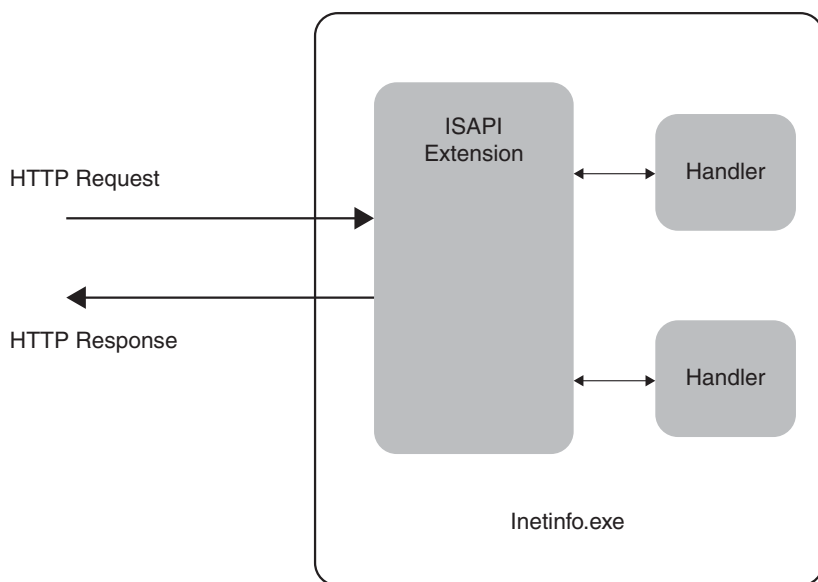 ISAPI
Extension
Handler
HTTP Request
HTTP Response
Handler
Inetinfo.exe